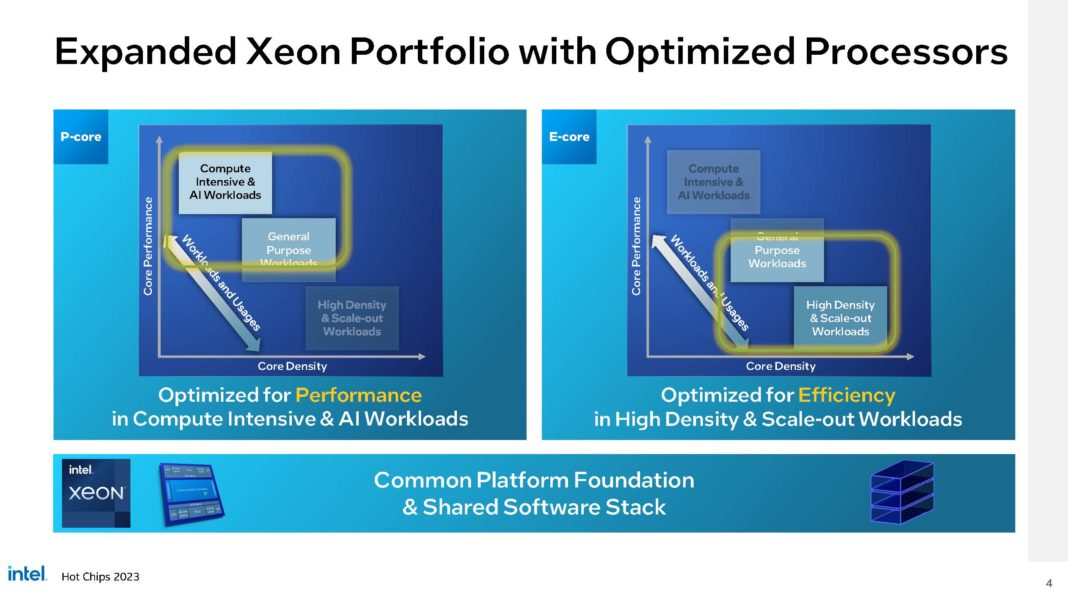 Expanded Xeon Portfolio with Optimized Processors
P-core
Core Performance
Compute
Intensive &
AI Workloads
General
Purpose
Workloads
High Density
& Scale-out
Workloads
Workloads and Usages
Core Density
Optimized for Performance
in Compute Intensive & AI Workloads
E-core
Core Performance
Compute
Intensive &
AI Workloads
General
Purpose
Workloads
High Density
& Scale-out
Workloads
Workloads and Usages
Core Density
Optimized for Efficiency
in High Density & Scale-out Workloads
intel.
xeon
Common Platform Foundation
& Shared Software Stack
intel.
Hot Chips 2023
4